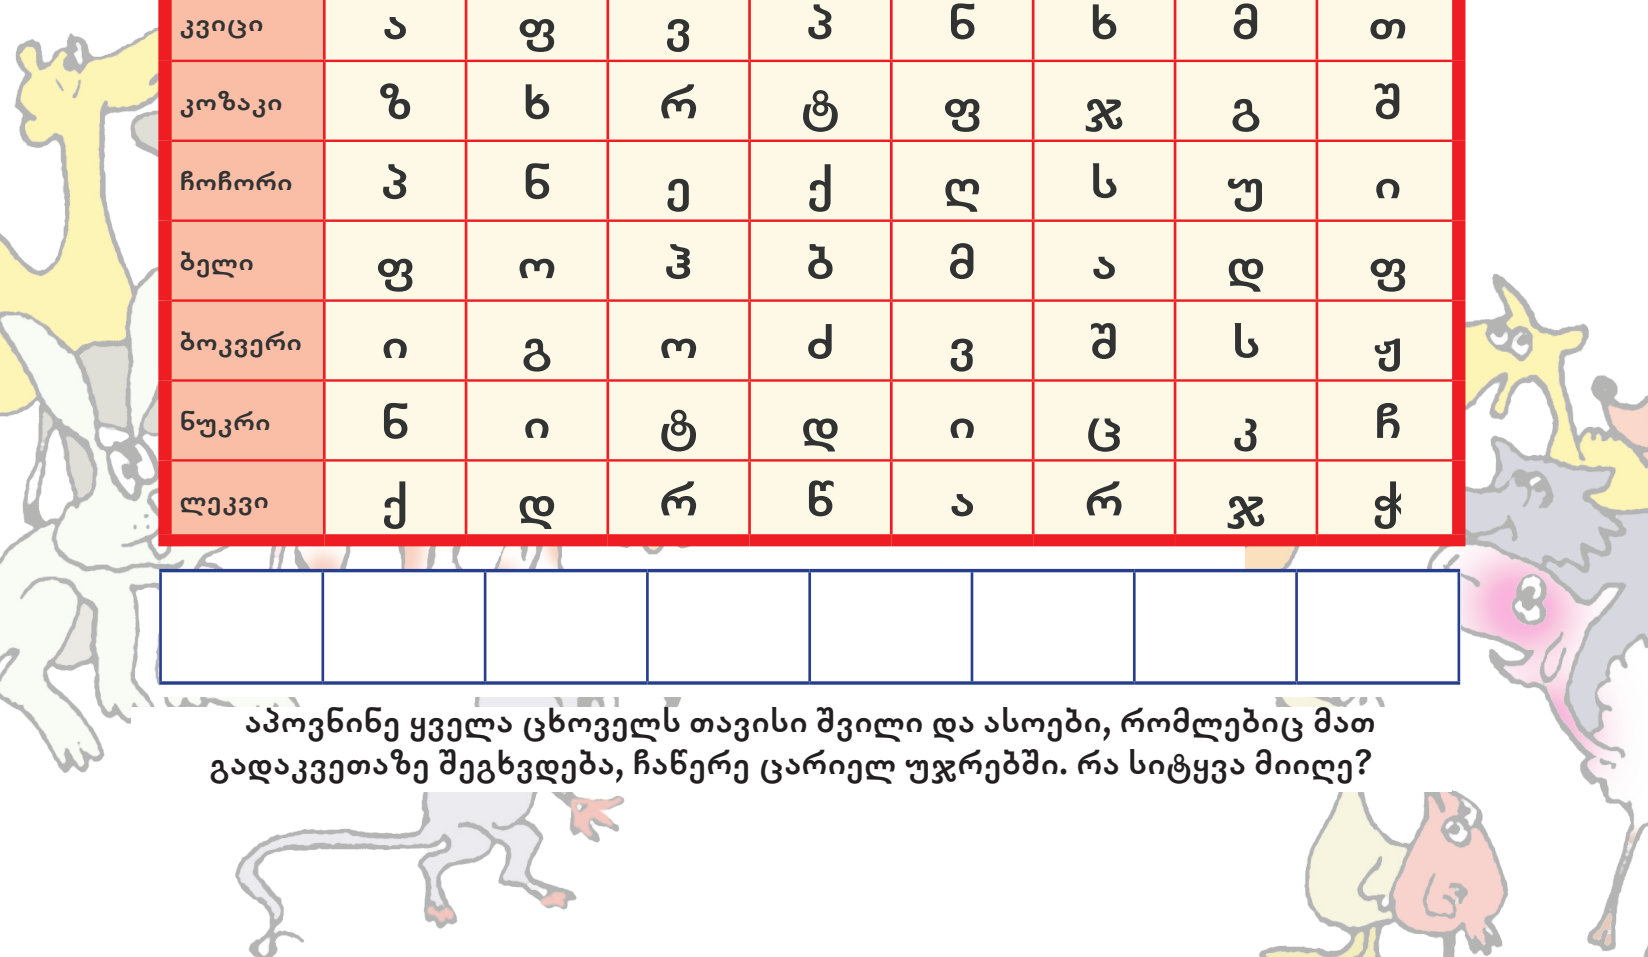 კვიცი ა ფ ვ პ ნ ხ მ თ
კოზაკი ზ ხ რ ტ ფ ჯ გ შ
ჩოჩორი პ ნ ე ქ ღ ს უ ი
ბელი ფ ო ჰ ბ მ ა დ ფ
ბოკვერი ი გ ო ძ ვ შ ს ჟ
ნუკრი ნ ი ტ დ ი ც კ ჩ
ლეკვი ქ დ რ წ ა რ ჯ ჭ
აპოვნინე ყველა ცხოველს თავისი შვილი და ასოები, რომლებიც მათ
გადაკვეთაზე შეგხვდება, ჩაწერე ცარიელ უჯრებში. რა სიტყვა მიიღე?